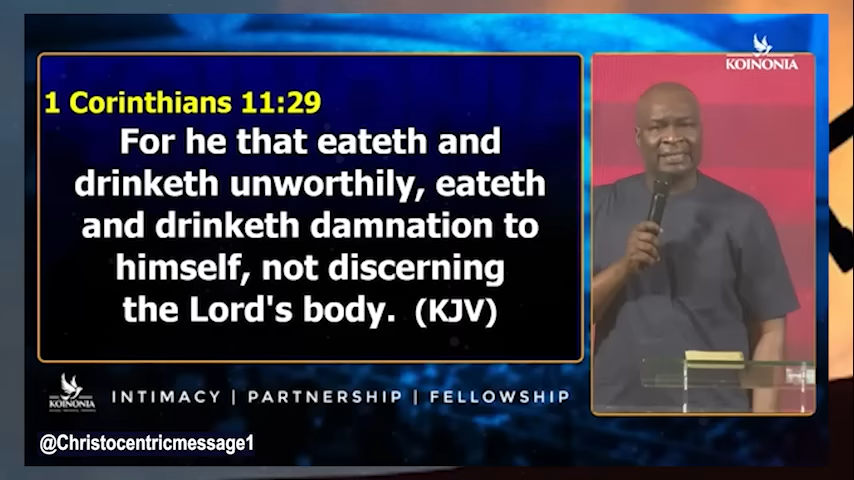 KOINONIA
1 Corinthians 11:29
For he that eateth and
drinketh unworthily, eateth
and drinketh damnation to
himself, not discerning
the Lord's body. (KJV)
KOINONIA
INTIMACY | PARTNERSHIP | FELLOWSHIP
@Christocentricmessage1